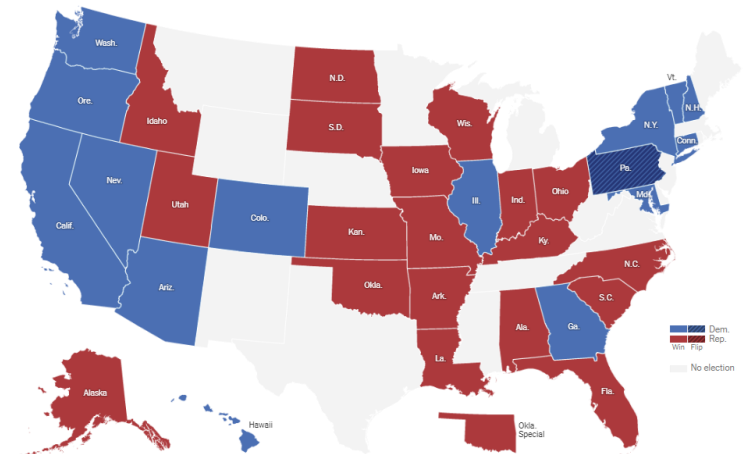 Vt.
Wash.
N.D.
N.H.
Ore.
Idaho
S.D.
Wis.
N.Y.
Conn.
Iowa
Pa.
Nev.
Utah
Colo.
Ill.
Ind.
Ohio
Md.
Calif.
Kan.
Mo.
Ky.
Ariz.
Okla.
Ark.
N.C.
S.C.
Ala.
Ga.
Dem.
Rep.
Win Flip
La.
No election
Alaska
Fla.
Hawaii
Okla.
Special